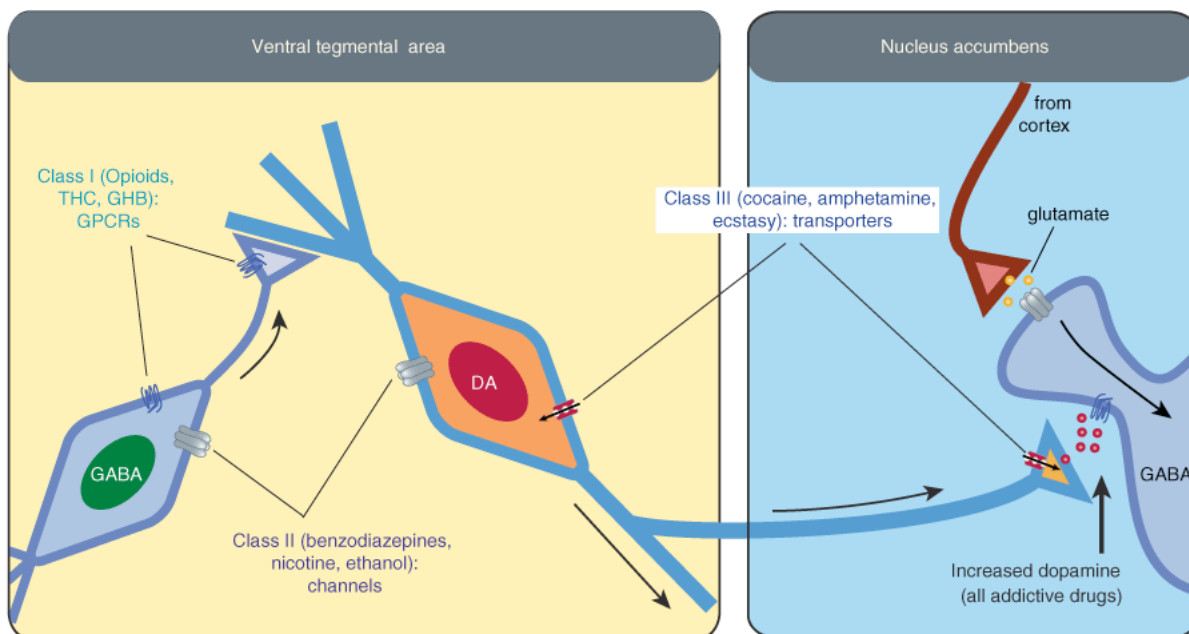 Ventral tegmental area
Nucleus accumbens
from
cortex
Class I (Opioids,
THC, GHB):
GPCRs
Class III (cocaine, amphetamine,
ecstasy): transporters
glutamate
DA
GABA
GABA
Class II (benzodiazepines,
nicotine, ethanol):
channels
Increased dopamine
(all addictive drugs)